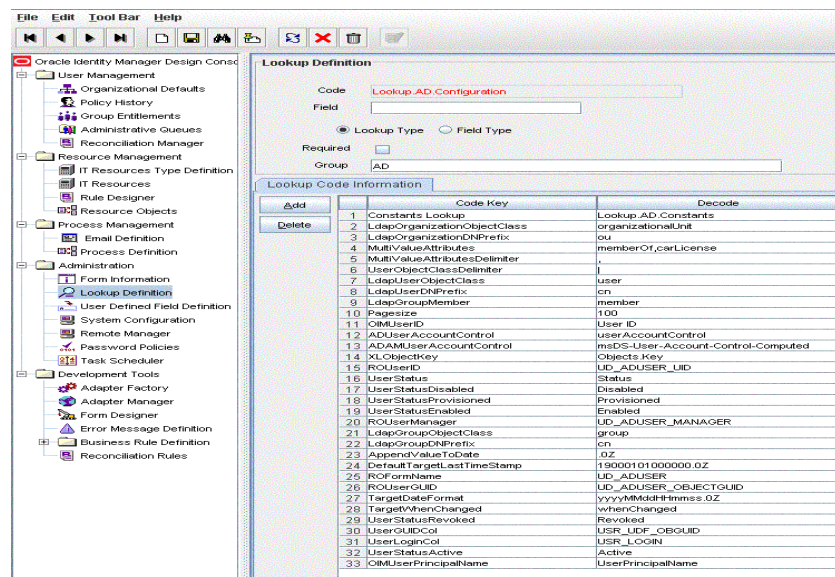 File Edit Tool Bar Help
Oracle Identity Manager Design Consc
User Management
Organizational Defaults
Policy History
Group Entitlements
Administrative Queues
Reconciliation Manager
Resource Management
IT Resources Type Definition
IT Resources
Rule Designer
Resource Objects
Process Management
Email Definition
Process Definition
Administration
Form Information
Lookup Definition
User Defined Field Definition
System Configuration
Remote Manager
Password Policies
Task Scheduler
Development Tools
Adapter Factory
Adapter Manager
Form Designer
Error Message Definition
Business Rule Definition
Reconciliation Rules
Lookup Definition
Code Lookup.AD.Configuration
Field
Lookup Type Field Type
Required
Group AD
Lookup Code Information
Add
Delete
Code Key Decode
1 Constants Lookup Lookup.AD.Constants
2 LdapOrganizationObjectClass organizationalUnit
3 LdapOrganizationDNPrefix ou
4 MultiValueAttributes memberOf,carLicense
5 MultiValueAttributesDelimiter ,
6 UserObjectClassDelimiter |
7 LdapUserObjectClass user
8 LdapUserDNPrefix cn
9 LdapGroupMember member
10 Pagesize 100
11 OIMUserID User ID
12 ADUserAccountControl userAccountControl
13 ADAMUserAccountControl msDS-User-Account-Control-Computed
14 XLObjectKey Objects.Key
15 ROUserID UD_ADUSER_UID
16 UserStatus Status
17 UserStatusDisabled Disabled
18 UserStatusProvisioned Provisioned
19 UserStatusEnabled Enabled
20 ROUserManager UD_ADUSER_MANAGER
21 LdapGroupObjectClass group
22 LdapGroupDNPrefix cn
23 AppendValueToDate .0Z
24 DefaultTargetLastTimeStamp 19000101000000.0Z
25 ROFormName UD_ADUSER
26 ROUserGUID UD_ADUSER_OBJECTGUID
27 TargetDateFormat yyyyMMddHHmmss.0Z
28 TargetWhenChanged whenChanged
29 UserStatusRevoked Revoked
30 UserGUIDCol USR_UDF_OBGUID
31 UserLoginCol USR_LOGIN
32 UserStatusActive Active
33 OIMUserPrincipalName UserPrincipalName